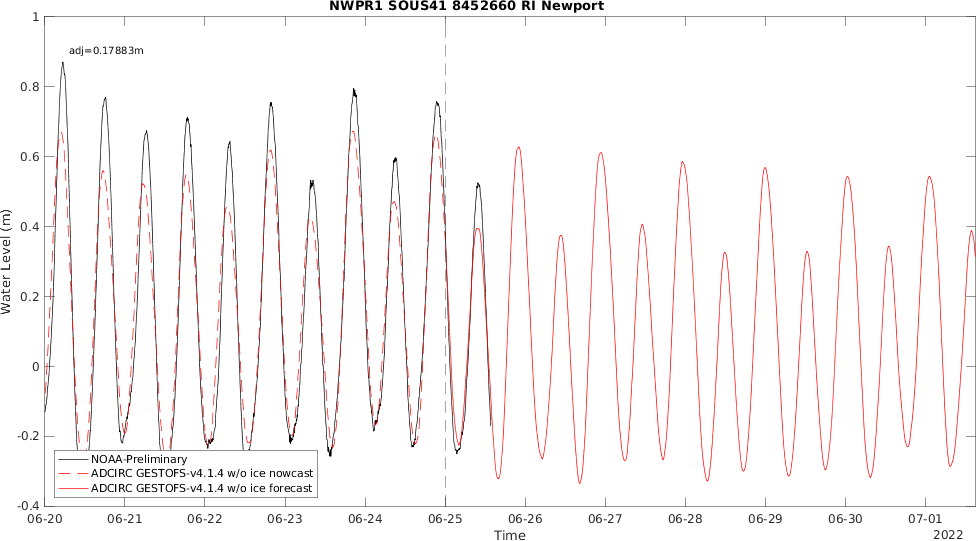 NWPR1 SOUS41 8452660 RI Newport
1
adj=0.17883m
0.8
0.6
0.4
0.2
0
-0.2
-0.4
Water Level (m)
NOAA-Preliminary
ADCIRC GESTOFS-v4.1.4 w/o ice nowcast
ADCIRC GESTOFS-v4.1.4 w/o ice forecast
06-20 06-21 06-22 06-23 06-24 06-25 06-26 06-27 06-28 06-29 06-30 07-01
Time
2022